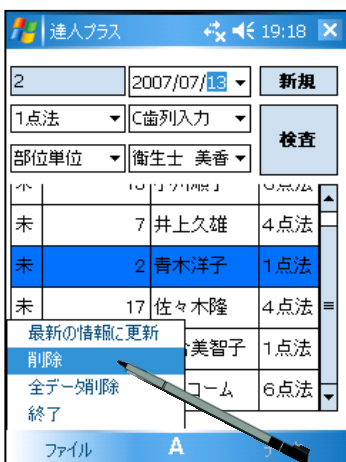 達人プラス 19:18
2 2007/07/13 新規
1点法 C歯列入力 検査
部位単位 衛生士 美香
未 7 井上久雄 4点法
未 2 青木洋子 1点法
未 17 佐々木隆 4点法
最新の情報に更新
美智子 1点法
削除
全データ削除 コーム 6点法
終了
ファイル A